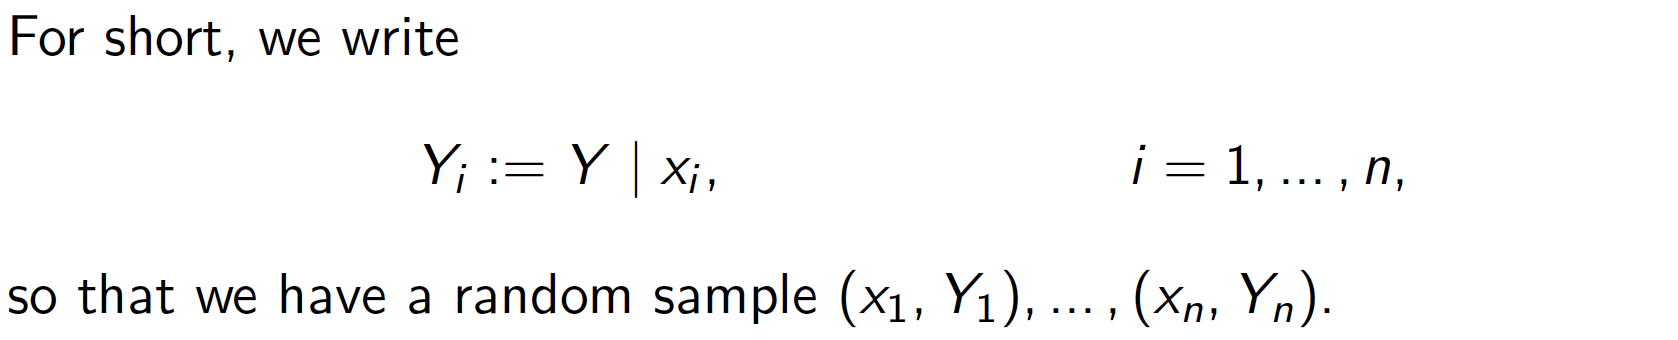 For short, we write
Yᵢ := Y | xᵢ, i = 1, ... , n,
so that we have a random sample (x₁, Y₁), ... , (xₙ, Yₙ).